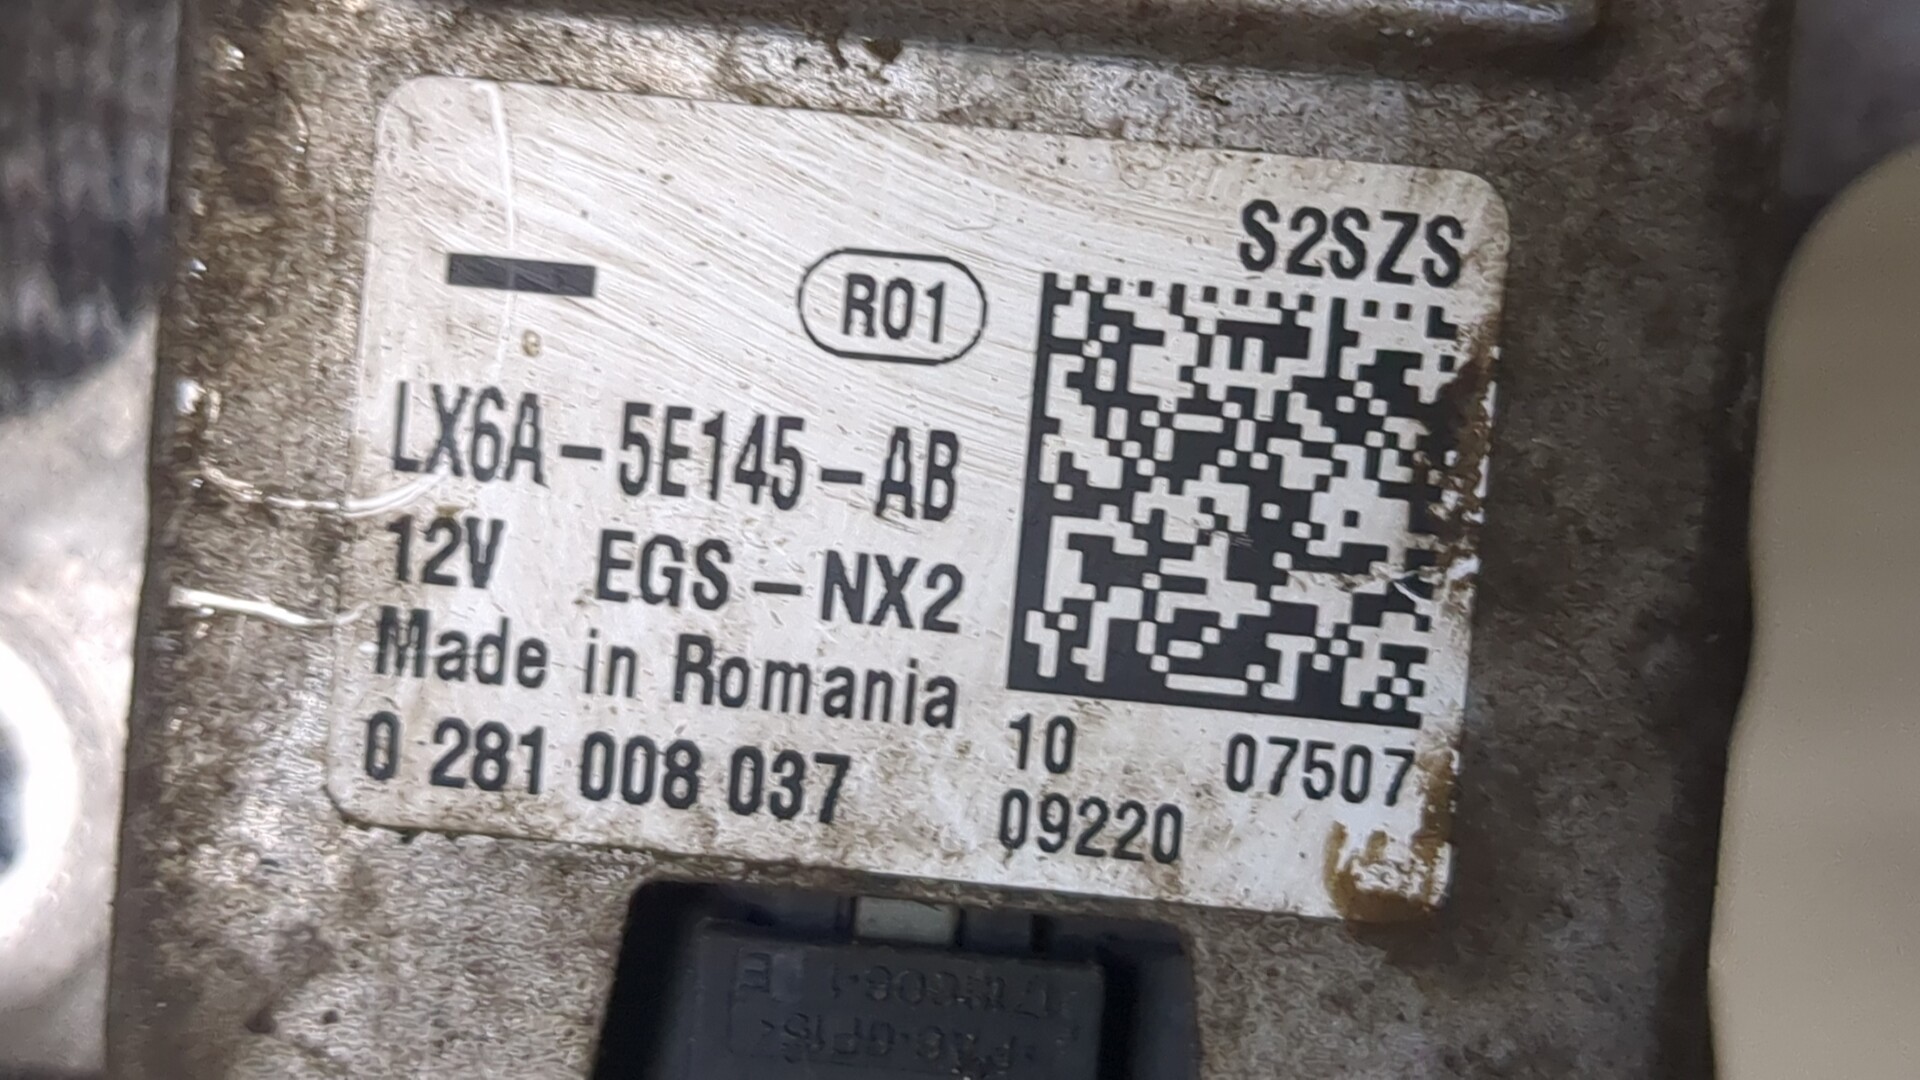 S2SZS
R01
LX6A-5E145-AB
12V EGS-NX2
Made in Romania
0 281 008 037
10 07507
09220